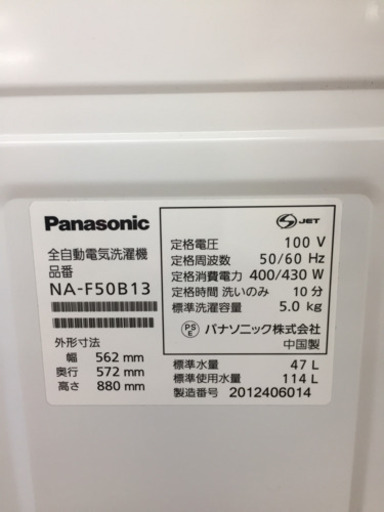 Panasonic
全自動電気洗濯機
品番
NA-F50B13
外形寸法
幅 562 mm
奥行 572 mm
高さ 880 mm
JET
定格電圧 100 V
定格周波数 50/60 Hz
定格消費電力 400/430 W
定格時間 洗いのみ 10 分
標準洗濯容量 5.0 kg
PS E パナソニック株式会社
中国製
標準水量 47 L
標準使用水量 114 L
製造番号 2012406014